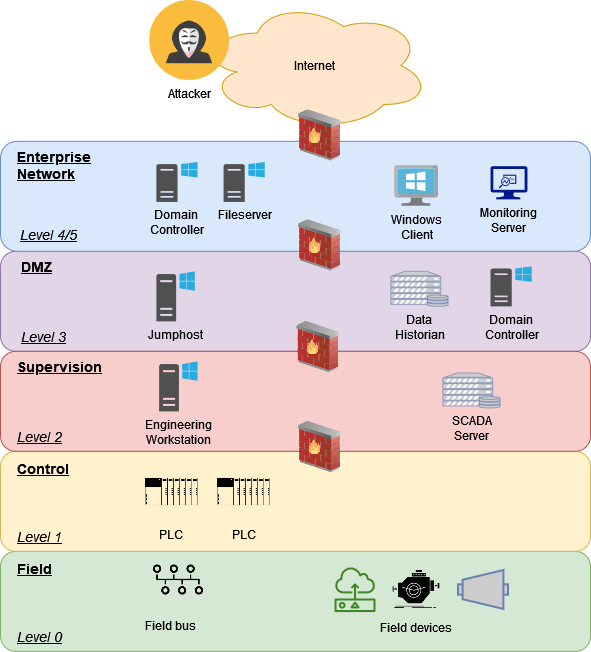 Internet
Attacker
Enterprise
Network
Domain
Controller
Fileserver
Windows
Client
Monitoring
Server
Level 4/5
DMZ
Jumphost
Data
Historian
Domain
Controller
Level 3
Supervision
Engineering
Workstation
SCADA
Server
Level 2
Control
PLC
PLC
Level 1
Field
Field bus
Field devices
Level 0